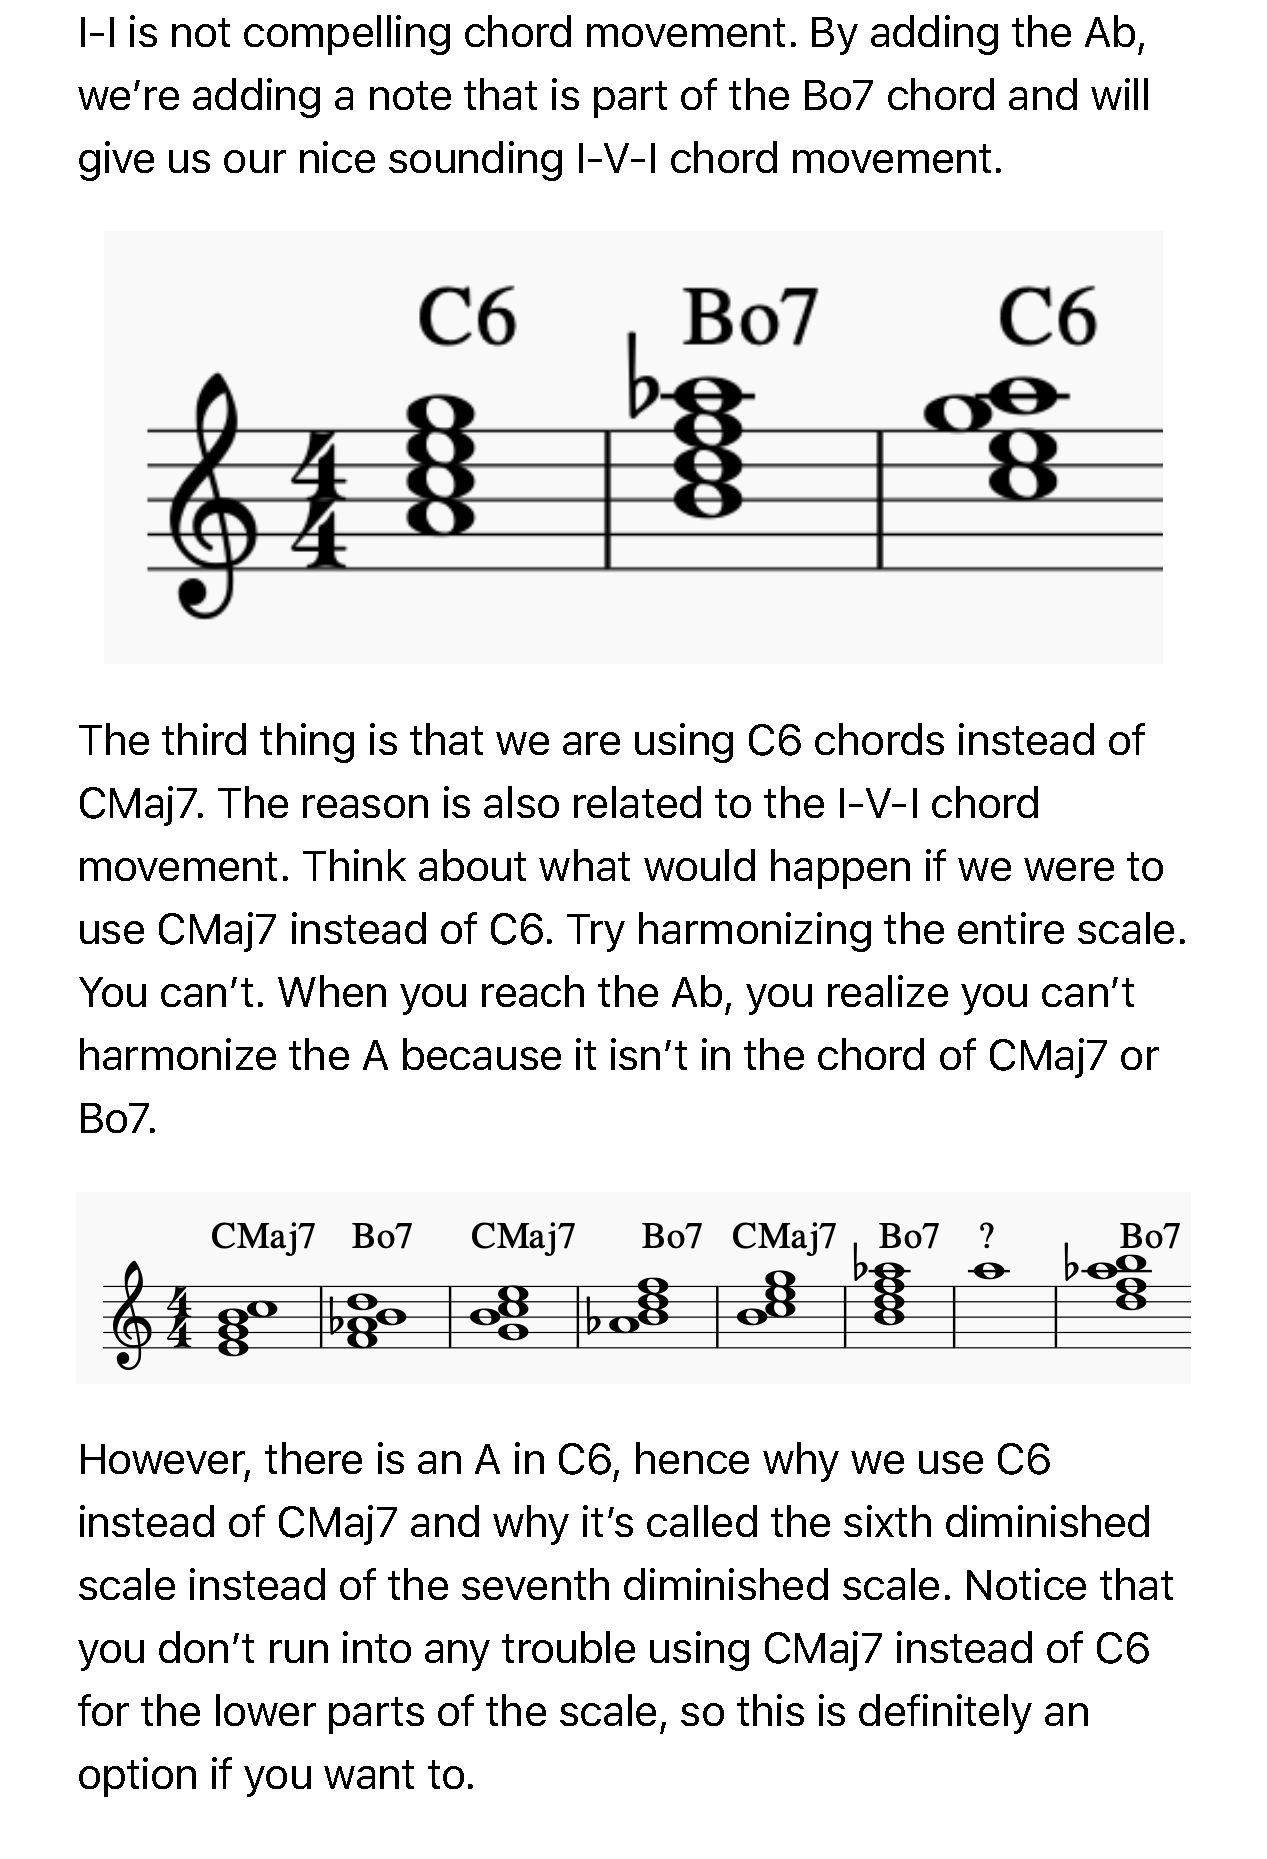 I-I is not compelling chord movement. By adding the Ab,
we're adding a note that is part of the Bo7 chord and will
give us our nice sounding I-V-I chord movement.
C6 Bo7 C6
4
4
The third thing is that we are using C6 chords instead of
CMaj7. The reason is also related to the I-V-I chord
movement. Think about what would happen if we were to
use CMaj7 instead of C6. Try harmonizing the entire scale.
You can't. When you reach the Ab, you realize you can't
harmonize the A because it isn't in the chord of CMaj7 or
Bo7.
CMaj7 Bo7 CMaj7 Bo7 CMaj7 Bo7 ? Bo7
4
4
However, there is an A in C6, hence why we use C6
instead of CMaj7 and why it's called the sixth diminished
scale instead of the seventh diminished scale. Notice that
you don't run into any trouble using CMaj7 instead of C6
for the lower parts of the scale, so this is definitely an
option if you want to.